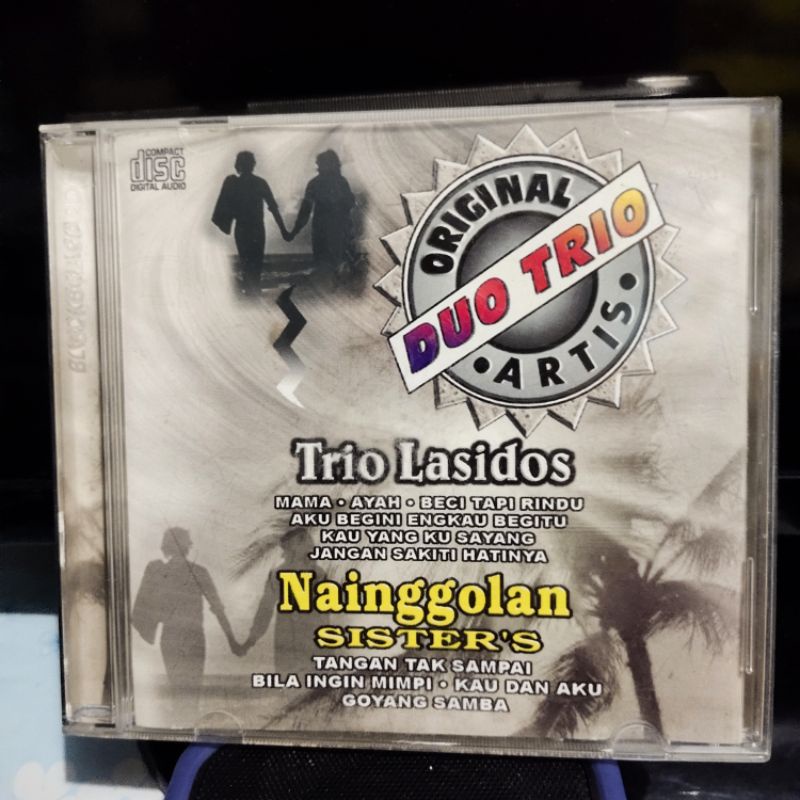 COMPACT
disc
DIGITAL AUDIO
ORIGINAL
DUO TRIO
• ARTIS •
Trio Lasidos
MAMA • AYAH • BECI TAPI RINDU
AKU BEGINI ENGKAU BEGITU
KAU YANG KU SAYANG
JANGAN SAKITI HATINYA
Nainggolan
SISTER'S
TANGAN TAK SAMPAI
BILA INGIN MIMPI • KAU DAN AKU
GOYANG SAMBA